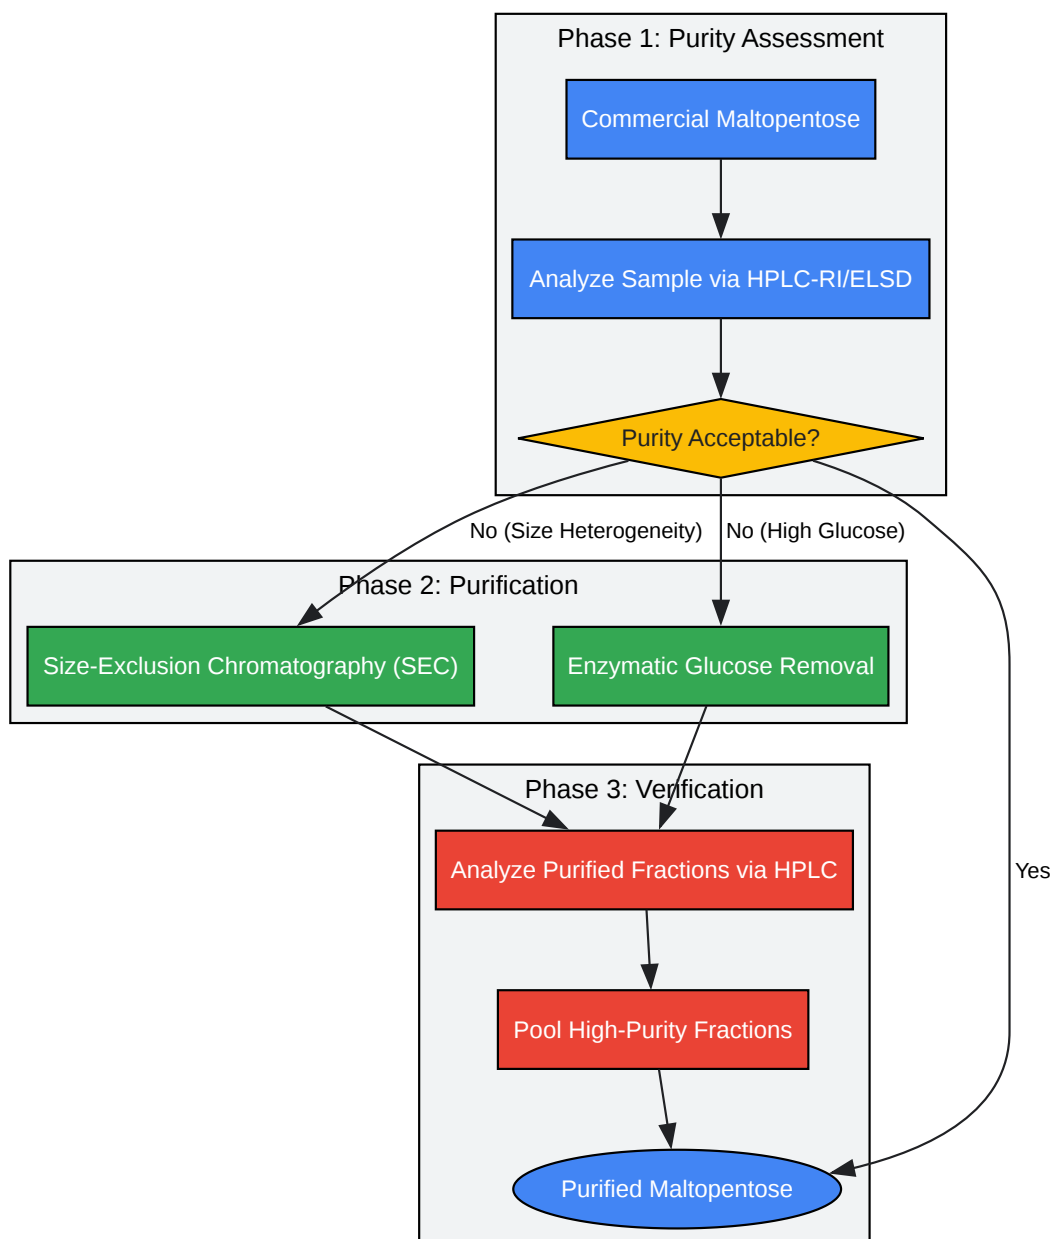 Phase 1: Purity Assessment
Commercial Maltopentose
Analyze Sample via HPLC-RI/ELSD
Purity Acceptable?
No (Size Heterogeneity)
No (High Glucose)
Phase 2: Purification
Size-Exclusion Chromatography (SEC)
Enzymatic Glucose Removal
Phase 3: Verification
Analyze Purified Fractions via HPLC
Yes
Pool High-Purity Fractions
Purified Maltopentose